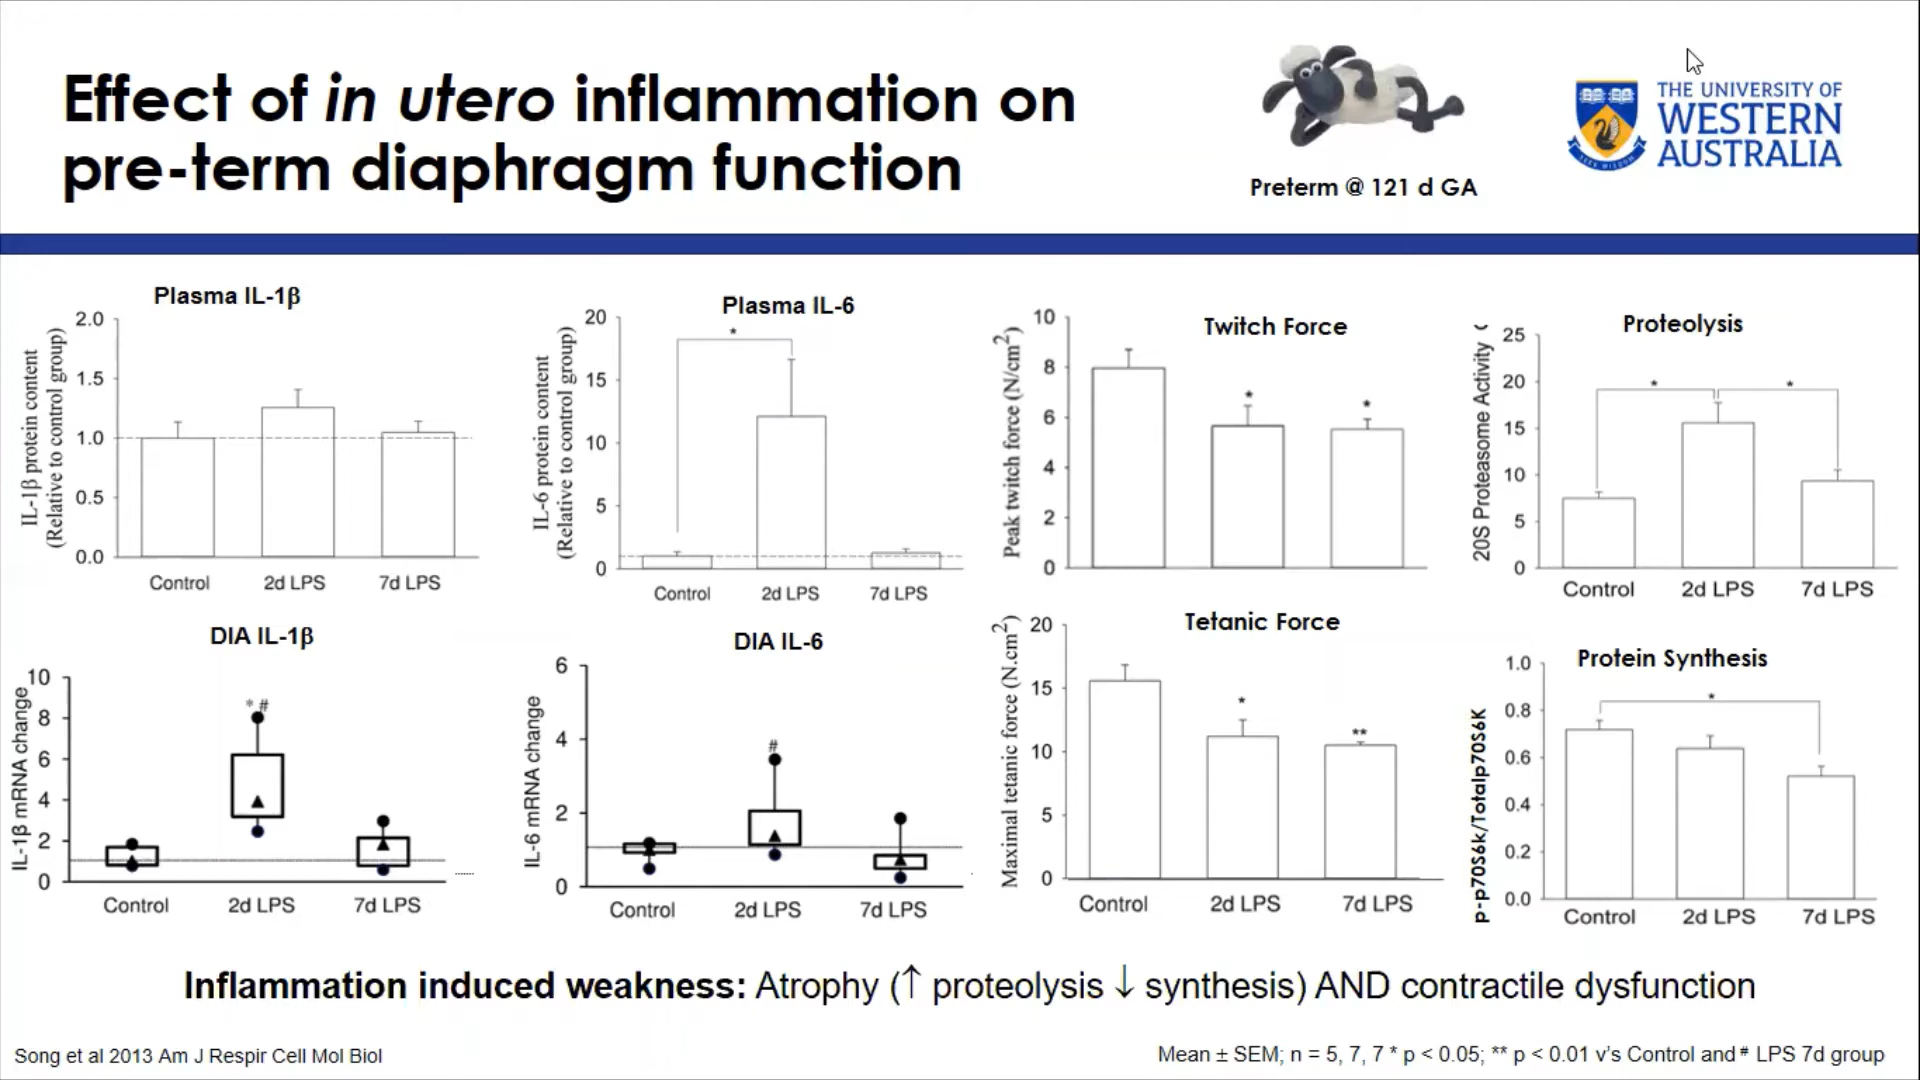 Effect of in utero inflammation on
pre-term diaphragm function
Preterm @ 121 d GA
THE UNIVERSITY OF
WESTERN
AUSTRALIA
SEEK WISDOM
Plasma IL-1β
IL-1β protein content
(Relative to control group)
2.0
1.5
1.0
0.5
0.0
Control 2d LPS 7d LPS
Plasma IL-6
IL-6 protein content
(Relative to control group)
20
15
10
5
0
*
Control 2d LPS 7d LPS
Twitch Force
Peak twitch force (N/cm2)
10
8
6
4
2
0
* *
Proteolysis
20S Proteasome Activity (
25
20
15
10
5
0
* *
Control 2d LPS 7d LPS
DIA IL-1β
IL-1β mRNA change
10
8
6
4
2
0
* #
Control 2d LPS 7d LPS
DIA IL-6
IL-6 mRNA change
6
4
2
0
#
Control 2d LPS 7d LPS
Tetanic Force
Maximal tetanic force (N.cm2)
20
15
10
5
0
* **
Control 2d LPS 7d LPS
Protein Synthesis
p-p70S6k/Totalp70S6K
1.0
0.8
0.6
0.4
0.2
0.0
*
Control 2d LPS 7d LPS
Inflammation induced weakness: Atrophy (↑ proteolysis ↓ synthesis) AND contractile dysfunction
Song et al 2013 Am J Respir Cell Mol Biol
Mean ± SEM; n = 5, 7, 7 * p < 0.05; ** p < 0.01 v's Control and # LPS 7d group